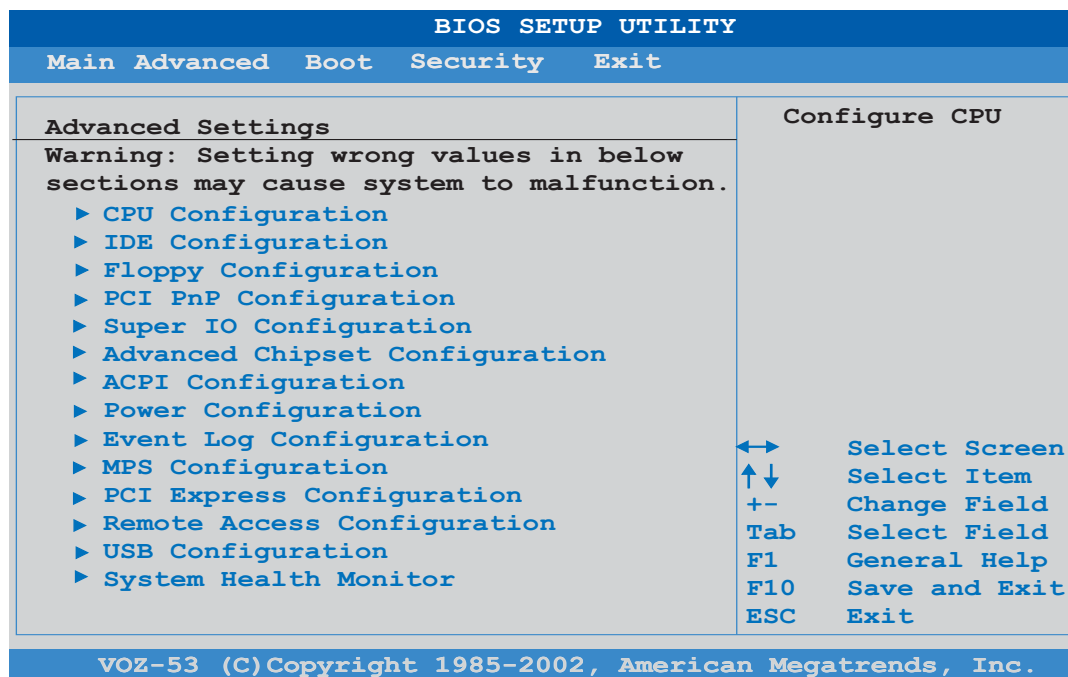 BIOS SETUP UTILITY
Main Advanced Boot Security Exit
Advanced Settings
Warning: Setting wrong values in below
sections may cause system to malfunction.
CPU Configuration
IDE Configuration
Floppy Configuration
PCI PnP Configuration
Super IO Configuration
Advanced Chipset Configuration
ACPI Configuration
Power Configuration
Event Log Configuration
MPS Configuration
PCI Express Configuration
Remote Access Configuration
USB Configuration
System Health Monitor
Configure CPU
Select Screen
Select Item
+- Change Field
Tab Select Field
F1 General Help
F10 Save and Exit
ESC Exit
VOZ-53 (C)Copyright 1985-2002, American Megatrends, Inc.